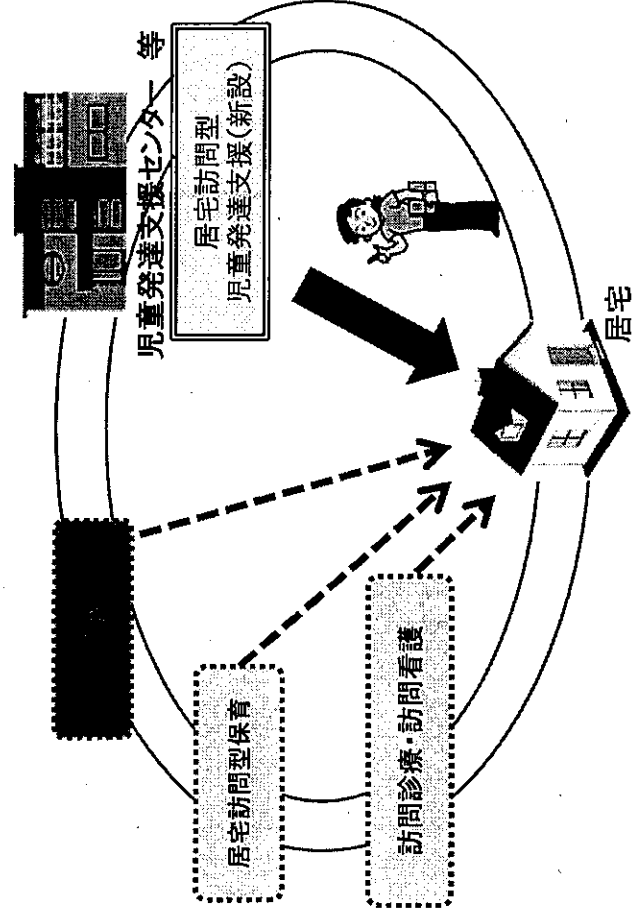 児童発達支援センター 等
居宅訪問型
児童発達支援(新設)
居宅訪問型保育
訪問診療・訪問看護
居宅